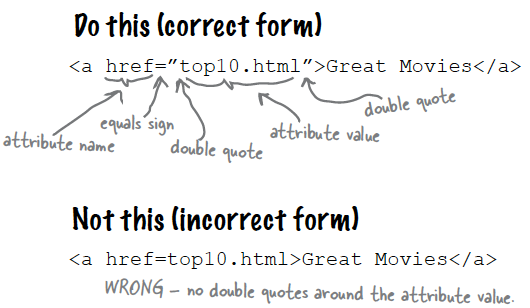 Do this (correct form)
<a href=”top10.html”>Great Movies</a>
attribute name
equals sign
double quote
attribute value
double quote
Not this (incorrect form)
<a href=top10.html>Great Movies</a>
WRONG – no double quotes around the attribute value.